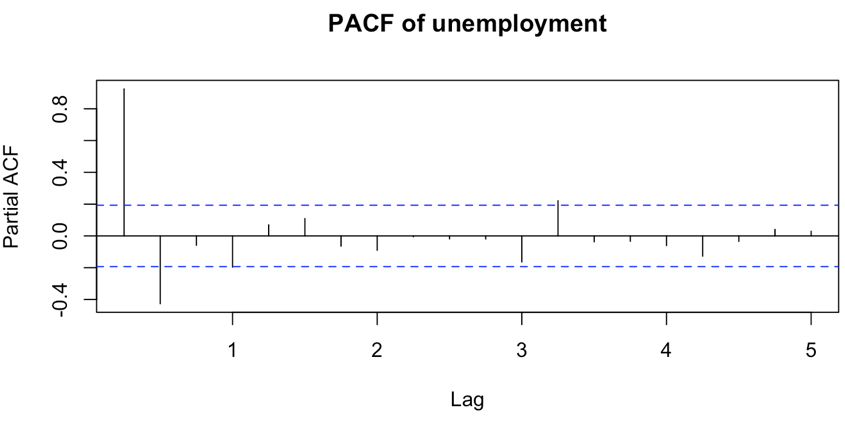 PACF of unemployment
Partial ACF
0.8
0.4
0.0
-0.4
1 2 3 4 5
Lag